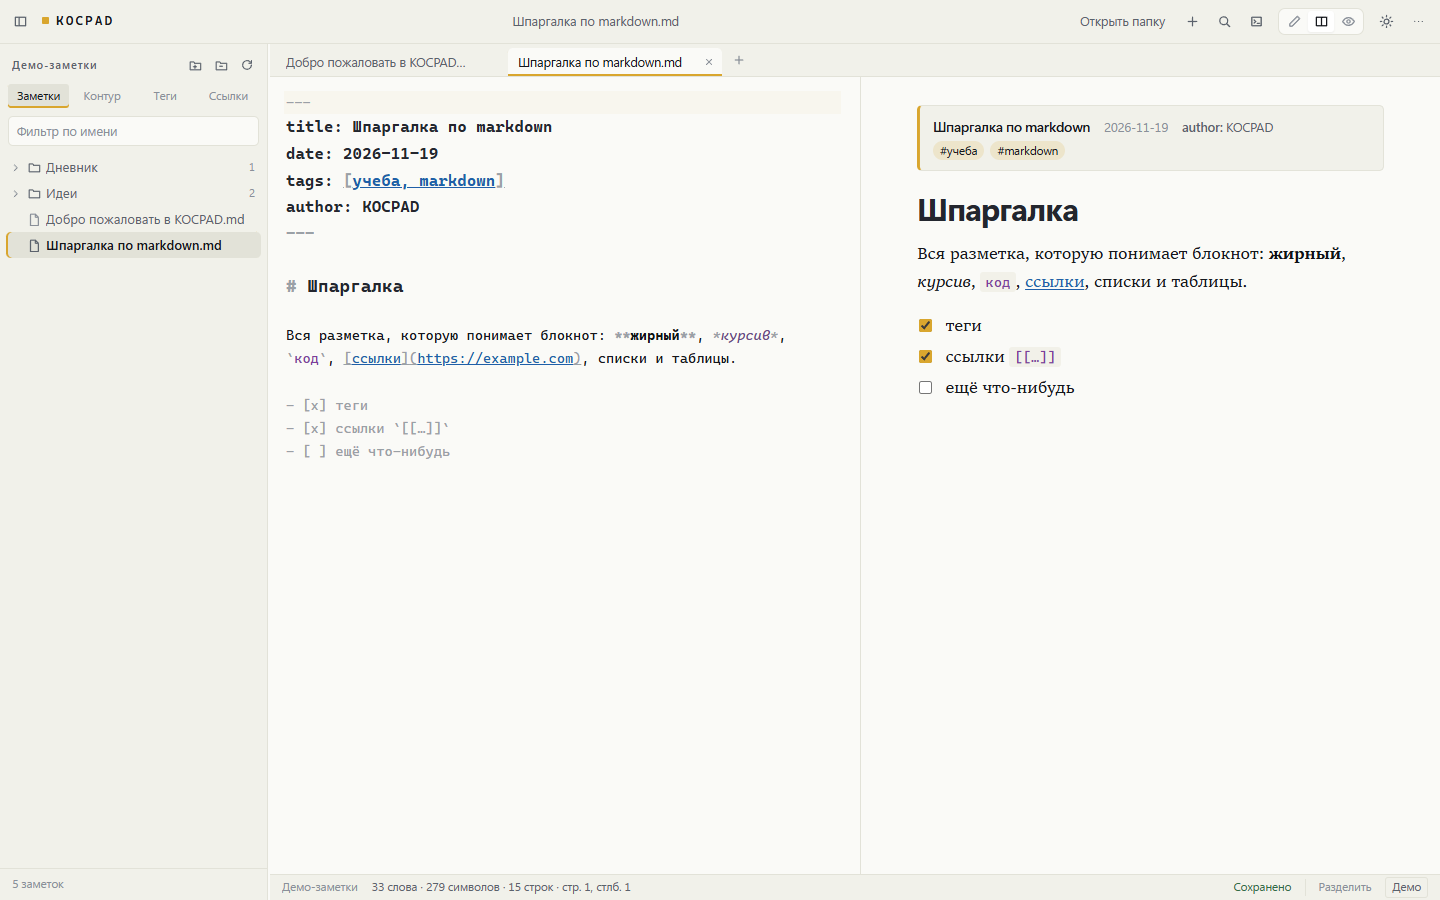 KOCPAD
Шпаргалка по markdown.md
Открыть папку
Демо-заметки
Заметки
Контур
Теги
Ссылки
Фильтр по имени
Дневник 1
Идеи 2
Добро пожаловать в KOCPAD.md
Шпаргалка по markdown.md
5 заметок
Добро пожаловать в KOCPAD...
Шпаргалка по markdown.md × +
---
title: Шпаргалка по markdown
date: 2026-11-19
tags: [учеба, markdown]
author: KOCPAD
---
# Шпаргалка
Вся разметка, которую понимает блокнот: **жирный**, *курсив*,
`код`, [ссылки](https://example.com), списки и таблицы.
- [x] теги
- [x] ссылки `[[…]]`
- [ ] ещё что-нибудь
Шпаргалка по markdown 2026-11-19 author: KOCPAD
#учеба #markdown
Шпаргалка
Вся разметка, которую понимает блокнот: жирный,
курсив, код, ссылки, списки и таблицы.
теги
ссылки [[…]]
ещё что-нибудь
Демо-заметки 33 слова · 279 символов · 15 строк · стр. 1, стлб. 1
Сохранено
Разделить
Демо